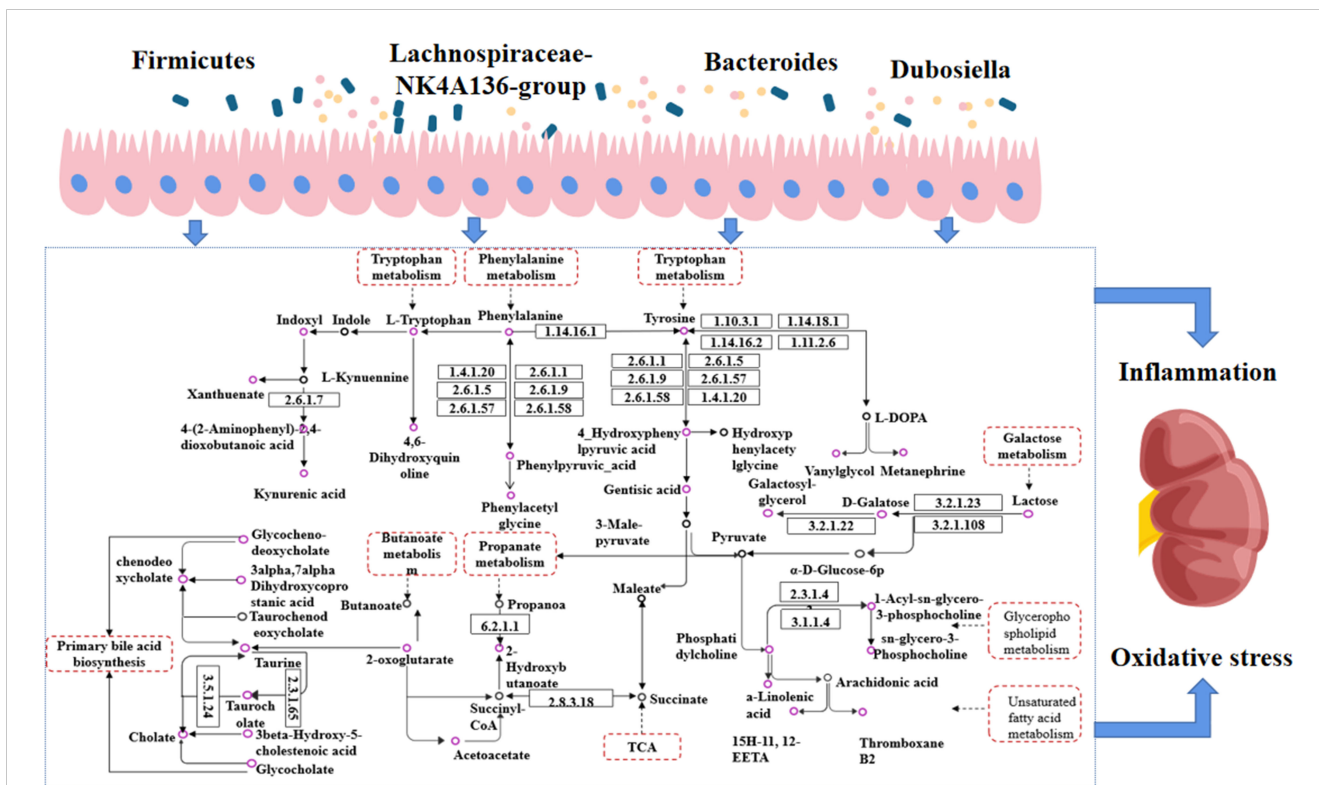 Firmicutes
Lachnospiraceae-
NK4A136-group
Bacteroides
Dubosiella
Tryptophan
metabolism
Phenylalanine
metabolism
Tryptophan
metabolism
Indoxyl
Indole
L-Tryptophan
Phenylalanine
1.14.16.1
Tyrosine
1.10.3.1
1.14.18.1
1.14.16.2
1.11.2.6
Xanthuenate
L-Kynuennine
2.6.1.7
1.4.1.20
2.6.1.1
2.6.1.5
2.6.1.9
2.6.1.57
2.6.1.58
2.6.1.1
2.6.1.5
2.6.1.9
2.6.1.57
2.6.1.58
1.4.1.20
Inflammation
L-DOPA
4-(2-Aminophenyl)-2,4-
dioxobutanoic acid
4,6-
Dihydroxyquin
oline
Phenylpyruvic_acid
4_Hydroxypheny
lpyruvic acid
Hydroxyp
henylacety
lglycine
Vanylglycol
Metanephrine
Galactose
metabolism
Kynurenic acid
Phenylacetyl
glycine
Gentisic acid
Galactosyl-
glycerol
D-Galatose
3.2.1.23
Lactose
3.2.1.22
3.2.1.108
3-Male-
pyruvate
Pyruvate
α-D-Glucose-6p
Glycocheno-
deoxycholate
chenodeo
xycholate
3alpha,7alpha
Dihydroxycopro
stanic acid
Taurochenod
eoxycholate
Butanoate
metabolis
m
Propanate
metabolism
Butanoate
Propanoa
6.2.1.1
Maleate
2.3.1.4
3.1.1.4
1-Acyl-sn-glycero-
3-phosphocholine
sn-glycero-3-
Phosphocholine
Glyceropho
spholipid
metabolism
Primary bile acid
biosynthesis
Taurine
2-oxoglutarate
2-
Hydroxyb
utanoate
Phosphati
dylcholine
Oxidative stress
3.5.1.24
2.3.1.65
Tauroch
olate
Succinyl-
CoA
2.8.3.18
Succinate
a-Linolenic
acid
Arachidonic acid
Unsaturated
fatty acid
metabolism
Cholate
3beta-Hydroxy-5-
cholestenoic acid
Glycocholate
Acetoacetate
TCA
15H-11, 12-
EETA
Thromboxane
B2